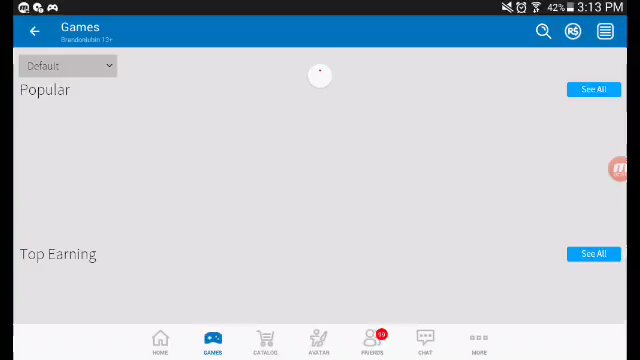 42% 3:13 PM
Games
R$
Default
Popular
See All
Top Earning
See All
99
HOME
GAMES
CATALOG
AVATAR
FRIENDS
CHAT
MORE